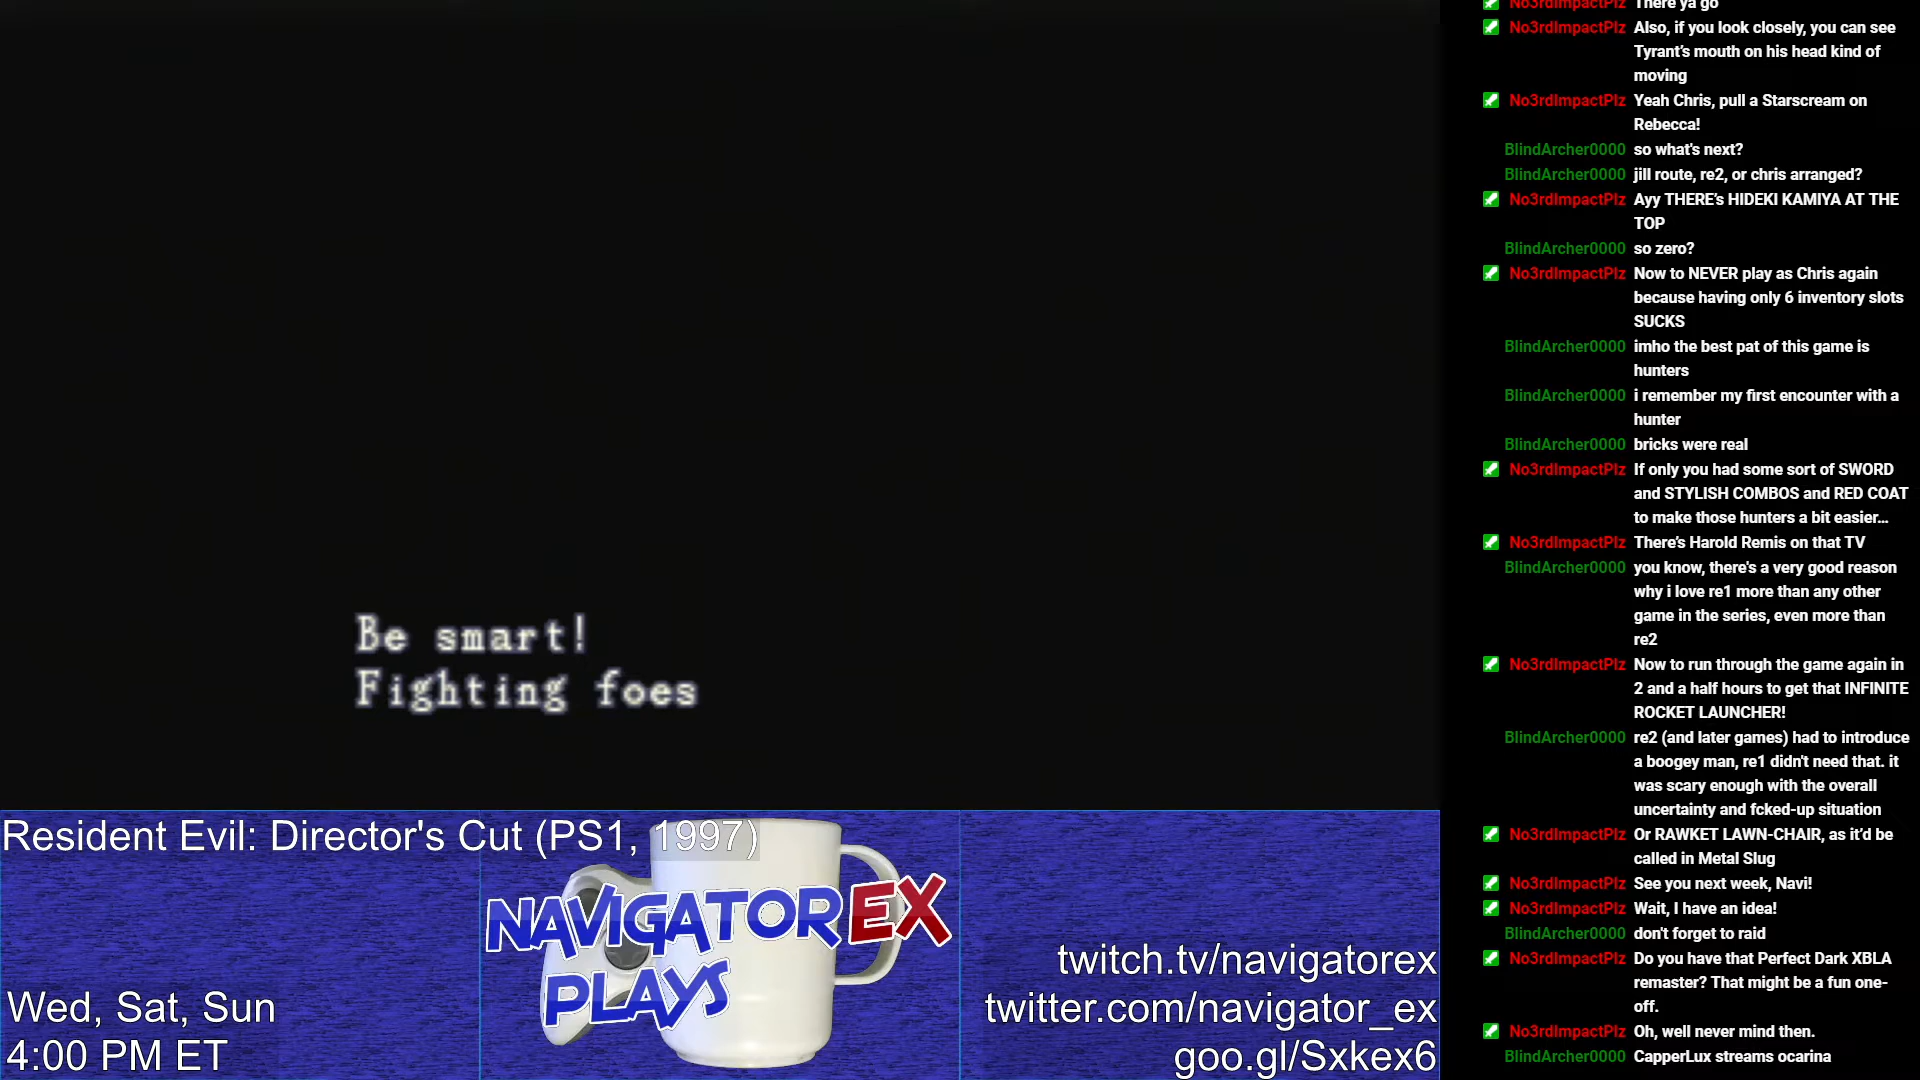 Be smart!
Fighting foes
Resident Evil: Director's Cut (PS1, 1997)
NAVIGATOR EX
PLAYS
Wed, Sat, Sun
4:00 PM ET
twitch.tv/navigatorex
twitter.com/navigator_ex
goo.gl/Sxkex6
No3rdImpactPlz There ya go
No3rdImpactPlz Also, if you look closely, you can see
Tyrant's mouth on his head kind of
moving
No3rdImpactPlz Yeah Chris, pull a Starscream on
Rebecca!
BlindArcher0000 so what's next?
BlindArcher0000 jill route, re2, or chris arranged?
No3rdImpactPlz Ayy THERE's HIDEKI KAMIYA AT THE
TOP
BlindArcher0000 so zero?
No3rdImpactPlz Now to NEVER play as Chris again
because having only 6 inventory slots
SUCKS
BlindArcher0000 imho the best pat of this game is
hunters
BlindArcher0000 i remember my first encounter with a
hunter
BlindArcher0000 bricks were real
No3rdImpactPlz If only you had some sort of SWORD
and STYLISH COMBOS and RED COAT
to make those hunters a bit easier...
No3rdImpactPlz There's Harold Remis on that TV
BlindArcher0000 you know, there's a very good reason
why i love re1 more than any other
game in the series, even more than
re2
No3rdImpactPlz Now to run through the game again in
2 and a half hours to get that INFINITE
ROCKET LAUNCHER!
BlindArcher0000 re2 (and later games) had to introduce
a boogey man, re1 didn't need that. it
was scary enough with the overall
uncertainty and fcked-up situation
No3rdImpactPlz Or RAWKET LAWN-CHAIR, as it'd be
called in Metal Slug
No3rdImpactPlz See you next week, Navi!
No3rdImpactPlz Wait, I have an idea!
BlindArcher0000 don't forget to raid
No3rdImpactPlz Do you have that Perfect Dark XBLA
remaster? That might be a fun one-
off.
No3rdImpactPlz Oh, well never mind then.
BlindArcher0000 CapperLux streams ocarina